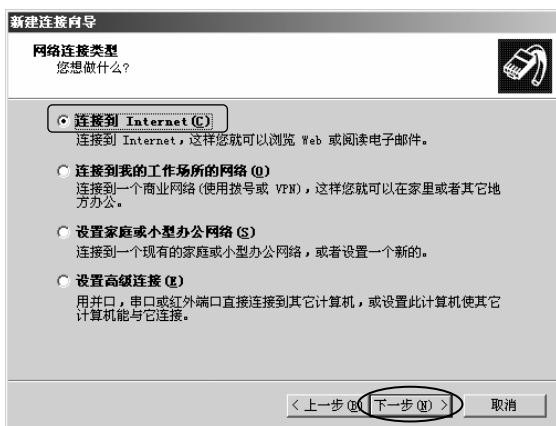 新建连接向导
网络连接类型
您想做什么?
连接到 Internet(C)
连接到 Internet，这样您就可以浏览 Web 或阅读电子邮件。
连接到我的工作场所的网络(O)
连接到一个商业网络(使用拨号或 VPN)，这样您就可以在家里或者其它地
方办公。
设置家庭或小型办公网络(S)
连接到一个现有的家庭或小型办公网络，或者设置一个新的。
设置高级连接(E)
用并口，串口或红外端口直接连接到其它计算机，或设置此计算机使其它
计算机能与它连接。
< 上一步(B) 下一步(N) > 取消